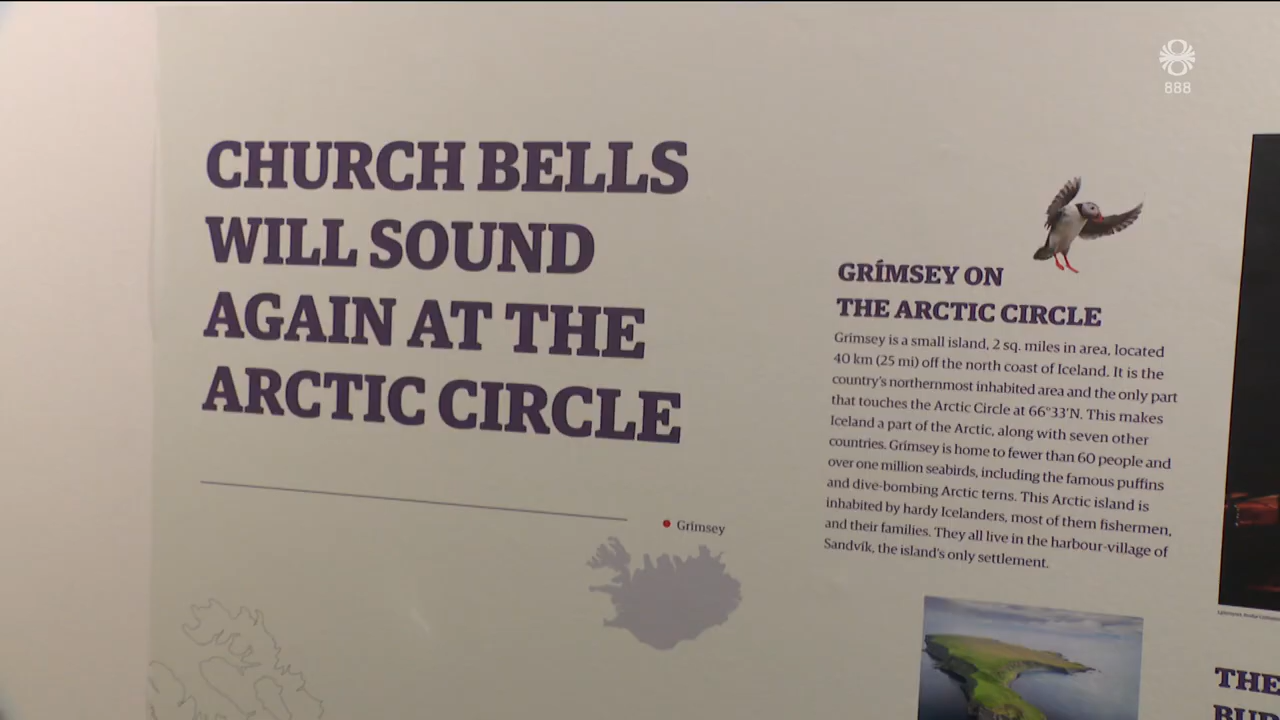 888
CHURCH BELLS
WILL SOUND
AGAIN AT THE
ARCTIC CIRCLE
Grímsey
GRÍMSEY ON
THE ARCTIC CIRCLE
Grímsey is a small island, 2 sq. miles in area, located
40 km (25 mi) off the north coast of Iceland. It is the
country's northernmost inhabited area and the only part
that touches the Arctic Circle at 66°33'N. This makes
Iceland a part of the Arctic, along with seven other
countries. Grímsey is home to fewer than 60 people and
over one million seabirds, including the famous puffins
and dive-bombing Arctic terns. This Arctic island is
inhabited by hardy Icelanders, most of them fishermen,
and their families. They all live in the harbour-village of
Sandvík, the island's only settlement.
THE